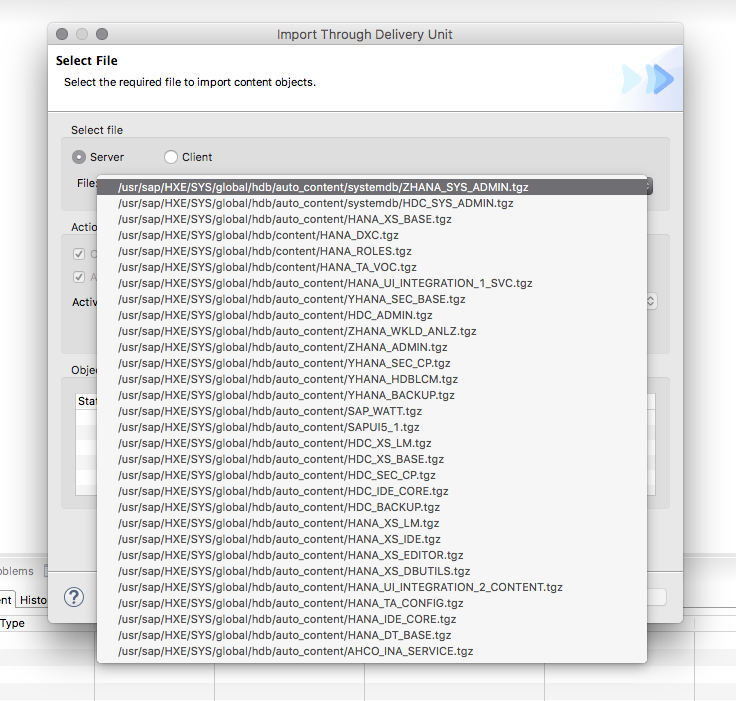 Import Through Delivery Unit
Select File
Select the required file to import content objects.
Select file
Server
Client
File:
/usr/sap/HXE/SYS/global/hdb/auto_content/systemdb/ZHANA_SYS_ADMIN.tgz
/usr/sap/HXE/SYS/global/hdb/auto_content/systemdb/HDC_SYS_ADMIN.tgz
/usr/sap/HXE/SYS/global/hdb/auto_content/HANA_XS_BASE.tgz
/usr/sap/HXE/SYS/global/hdb/content/HANA_DXC.tgz
/usr/sap/HXE/SYS/global/hdb/content/HANA_ROLES.tgz
/usr/sap/HXE/SYS/global/hdb/content/HANA_TA_VOC.tgz
/usr/sap/HXE/SYS/global/hdb/auto_content/HANA_UI_INTEGRATION_1_SVC.tgz
/usr/sap/HXE/SYS/global/hdb/auto_content/YHANA_SEC_BASE.tgz
/usr/sap/HXE/SYS/global/hdb/auto_content/HDC_ADMIN.tgz
/usr/sap/HXE/SYS/global/hdb/auto_content/ZHANA_WKLD_ANLZ.tgz
/usr/sap/HXE/SYS/global/hdb/auto_content/ZHANA_ADMIN.tgz
/usr/sap/HXE/SYS/global/hdb/auto_content/YHANA_SEC_CP.tgz
/usr/sap/HXE/SYS/global/hdb/auto_content/YHANA_HDBLCM.tgz
/usr/sap/HXE/SYS/global/hdb/auto_content/YHANA_BACKUP.tgz
/usr/sap/HXE/SYS/global/hdb/auto_content/SAP_WATT.tgz
/usr/sap/HXE/SYS/global/hdb/auto_content/SAPUI5_1.tgz
/usr/sap/HXE/SYS/global/hdb/auto_content/HDC_XS_LM.tgz
/usr/sap/HXE/SYS/global/hdb/auto_content/HDC_XS_BASE.tgz
/usr/sap/HXE/SYS/global/hdb/auto_content/HDC_SEC_CP.tgz
/usr/sap/HXE/SYS/global/hdb/auto_content/HDC_IDE_CORE.tgz
/usr/sap/HXE/SYS/global/hdb/auto_content/HDC_BACKUP.tgz
/usr/sap/HXE/SYS/global/hdb/auto_content/HANA_XS_LM.tgz
/usr/sap/HXE/SYS/global/hdb/auto_content/HANA_XS_IDE.tgz
/usr/sap/HXE/SYS/global/hdb/auto_content/HANA_XS_EDITOR.tgz
/usr/sap/HXE/SYS/global/hdb/auto_content/HANA_XS_DBUTILS.tgz
/usr/sap/HXE/SYS/global/hdb/auto_content/HANA_UI_INTEGRATION_2_CONTENT.tgz
/usr/sap/HXE/SYS/global/hdb/auto_content/HANA_TA_CONFIG.tgz
/usr/sap/HXE/SYS/global/hdb/auto_content/HANA_IDE_CORE.tgz
/usr/sap/HXE/SYS/global/hdb/auto_content/HANA_DT_BASE.tgz
/usr/sap/HXE/SYS/global/hdb/auto_content/AHCO_INA_SERVICE.tgz
Actio
Activ
Objec
Stat
oblems
nt
Histo
Type
?